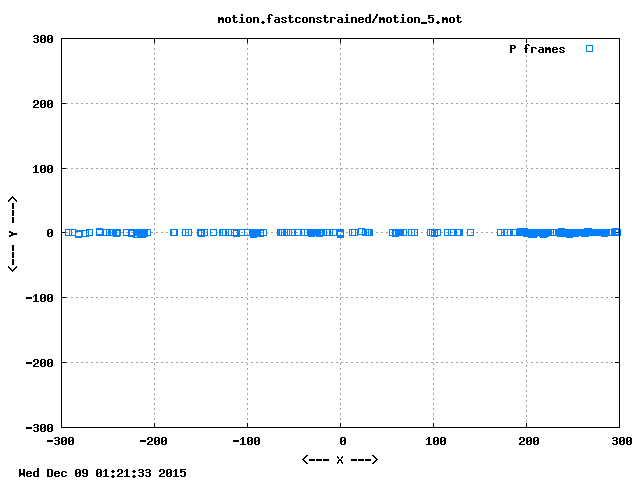 motion.fastconstrained/motion_5.mot
300
P frames
200
100
0
-100
-200
-300
<--- Y --->
-300 -200 -100 0 100 200 300
<--- X --->
Wed Dec 09 01:21:33 2015